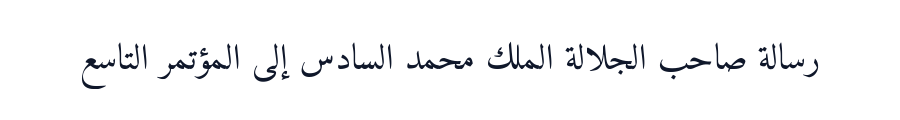 رسالة صاحب الجلالة الملك محمد السادس إلى المؤتمر التاسع